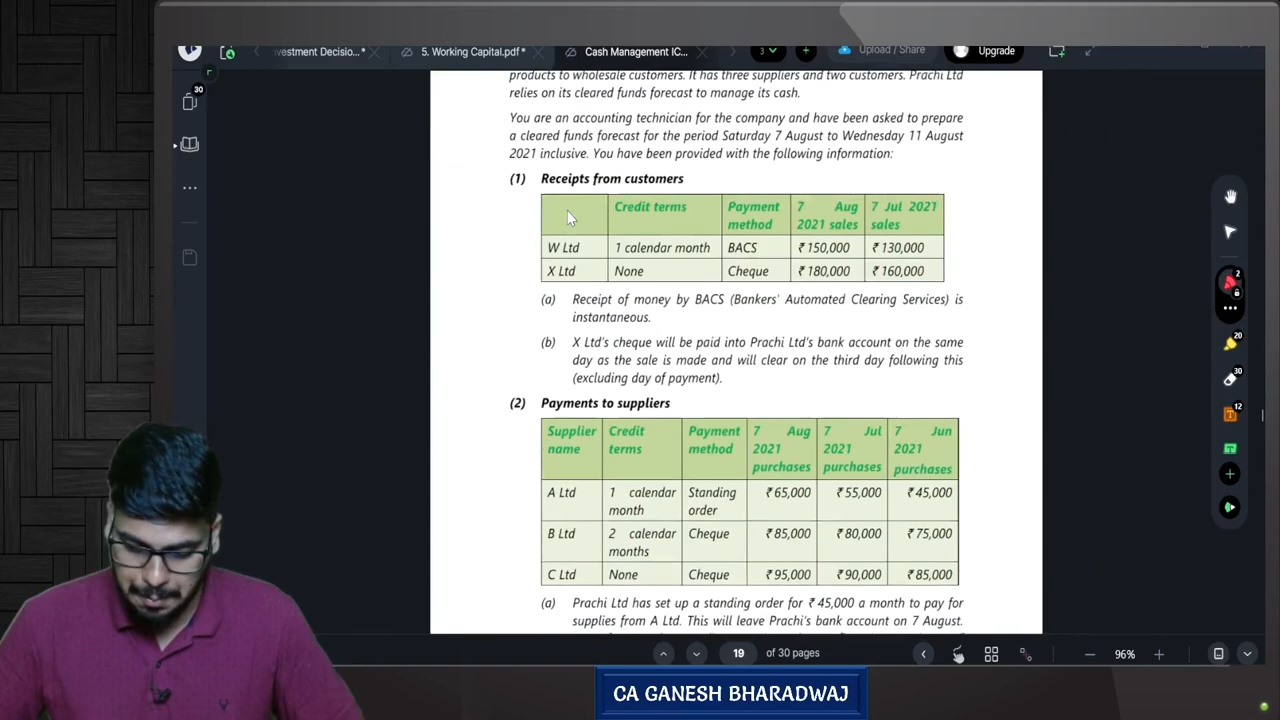 vestment Decisio...*
5. Working Capital.pdf*
Cash Management IC...
3
Upload / Share
Upgrade
30
products to wholesale customers. It has three suppliers and two customers. Prachi Ltd
relies on its cleared funds forecast to manage its cash.
You are an accounting technician for the company and have been asked to prepare
a cleared funds forecast for the period Saturday 7 August to Wednesday 11 August
2021 inclusive. You have been provided with the following information:
(1) Receipts from customers
Credit terms Payment method 7 Aug 2021 sales 7 Jul 2021 sales
W Ltd 1 calendar month BACS ₹ 150,000 ₹ 130,000
X Ltd None Cheque ₹ 180,000 ₹ 160,000
(a) Receipt of money by BACS (Bankers' Automated Clearing Services) is
instantaneous.
(b) X Ltd's cheque will be paid into Prachi Ltd's bank account on the same
day as the sale is made and will clear on the third day following this
(excluding day of payment).
(2) Payments to suppliers
Supplier name Credit terms Payment method 7 Aug 2021 purchases 7 Jul 2021 purchases 7 Jun 2021 purchases
A Ltd 1 calendar month Standing order ₹ 65,000 ₹ 55,000 ₹ 45,000
B Ltd 2 calendar months Cheque ₹ 85,000 ₹ 80,000 ₹ 75,000
C Ltd None Cheque ₹ 95,000 ₹ 90,000 ₹ 85,000
(a) Prachi Ltd has set up a standing order for ₹ 45,000 a month to pay for
supplies from A Ltd. This will leave Prachi's bank account on 7 August.
2
20
30
12
19 of 30 pages
96%
CA GANESH BHARADWAJ